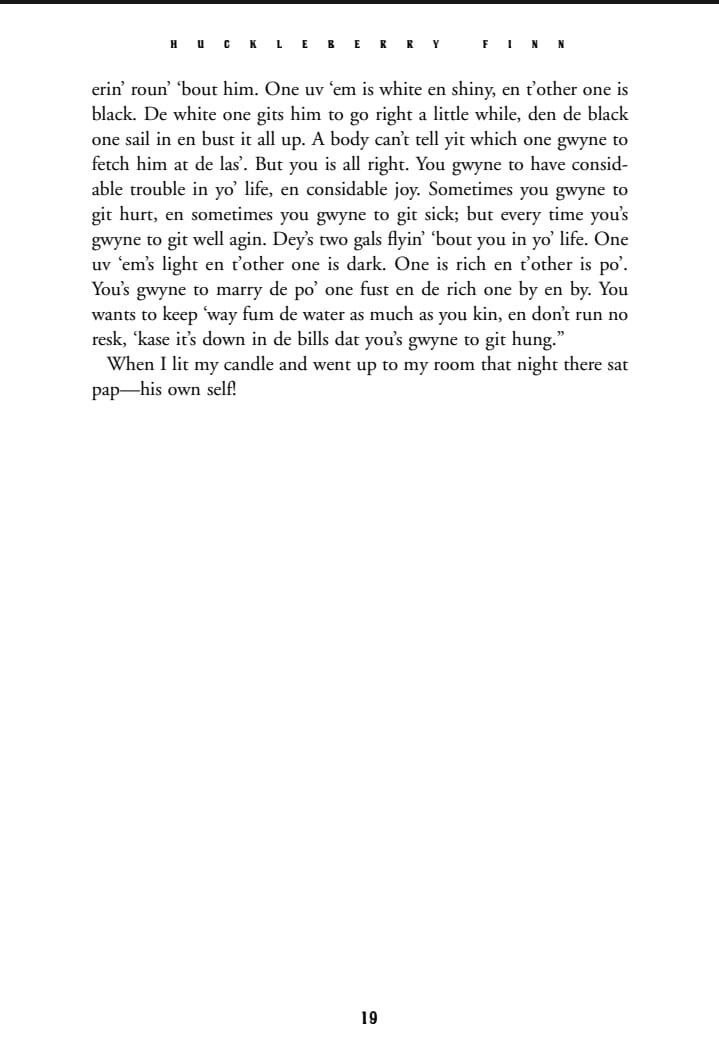 HUCKLEBERRY FINN
erin’ roun’ ‘bout him. One uv ‘em is white en shiny, en t’other one is
black. De white one gits him to go right a little while, den de black
one sail in en bust it all up. A body can’t tell yit which one gwyne to
fetch him at de las’. But you is all right. You gwyne to have consid-
able trouble in yo’ life, en considable joy. Sometimes you gwyne to
git hurt, en sometimes you gwyne to git sick; but every time you’s
gwyne to git well agin. Dey’s two gals flyin’ ‘bout you in yo’ life. One
uv ‘em’s light en t’other one is dark. One is rich en t’other is po’.
You’s gwyne to marry de po’ one fust en de rich one by en by. You
wants to keep ‘way fum de water as much as you kin, en don’t run no
resk, ‘kase it’s down in de bills dat you’s gwyne to git hung.”
When I lit my candle and went up to my room that night there sat
pap—his own self!
19